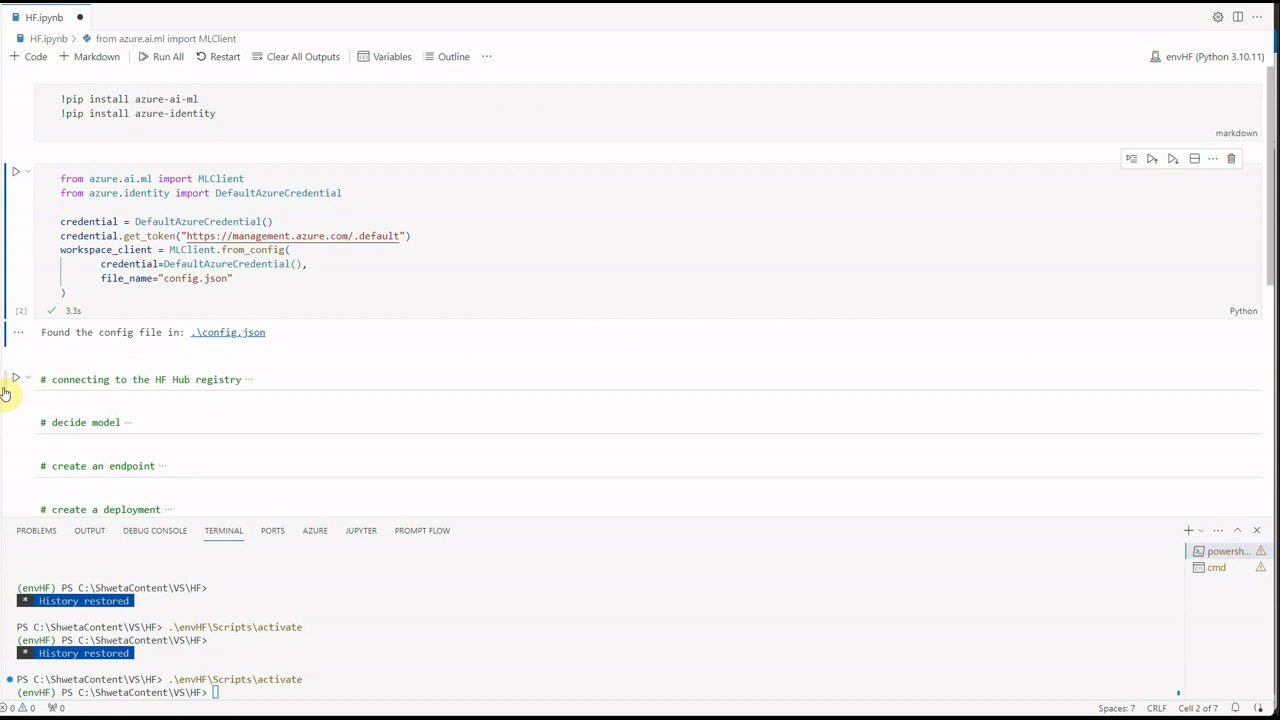 HF.ipynb
HF.ipynb > from azure.ai.ml import MLClient
+ Code + Markdown Run All Restart Clear All Outputs Variables Outline ··· envHF (Python 3.10.11)
!pip install azure-ai-ml
!pip install azure-identity
markdown
from azure.ai.ml import MLClient
from azure.identity import DefaultAzureCredential
credential = DefaultAzureCredential()
credential.get_token("https://management.azure.com/.default")
workspace_client = MLClient.from_config(
credential=DefaultAzureCredential(),
file_name="config.json"
)
[2] 3.3s Python
··· Found the config file in: .\config.json
# connecting to the HF Hub registry ···
# decide model ···
# create an endpoint ···
# create a deployment ···
PROBLEMS OUTPUT DEBUG CONSOLE TERMINAL PORTS AZURE JUPYTER PROMPT FLOW
powersh...
cmd
(envHF) PS C:\ShwetaContent\VS\HF>
* History restored
PS C:\ShwetaContent\VS\HF> .\envHF\Scripts\activate
(envHF) PS C:\ShwetaContent\VS\HF>
* History restored
PS C:\ShwetaContent\VS\HF> .\envHF\Scripts\activate
(envHF) PS C:\ShwetaContent\VS\HF>
0 0 0 Spaces: 7 CRLF Cell 2 of 7